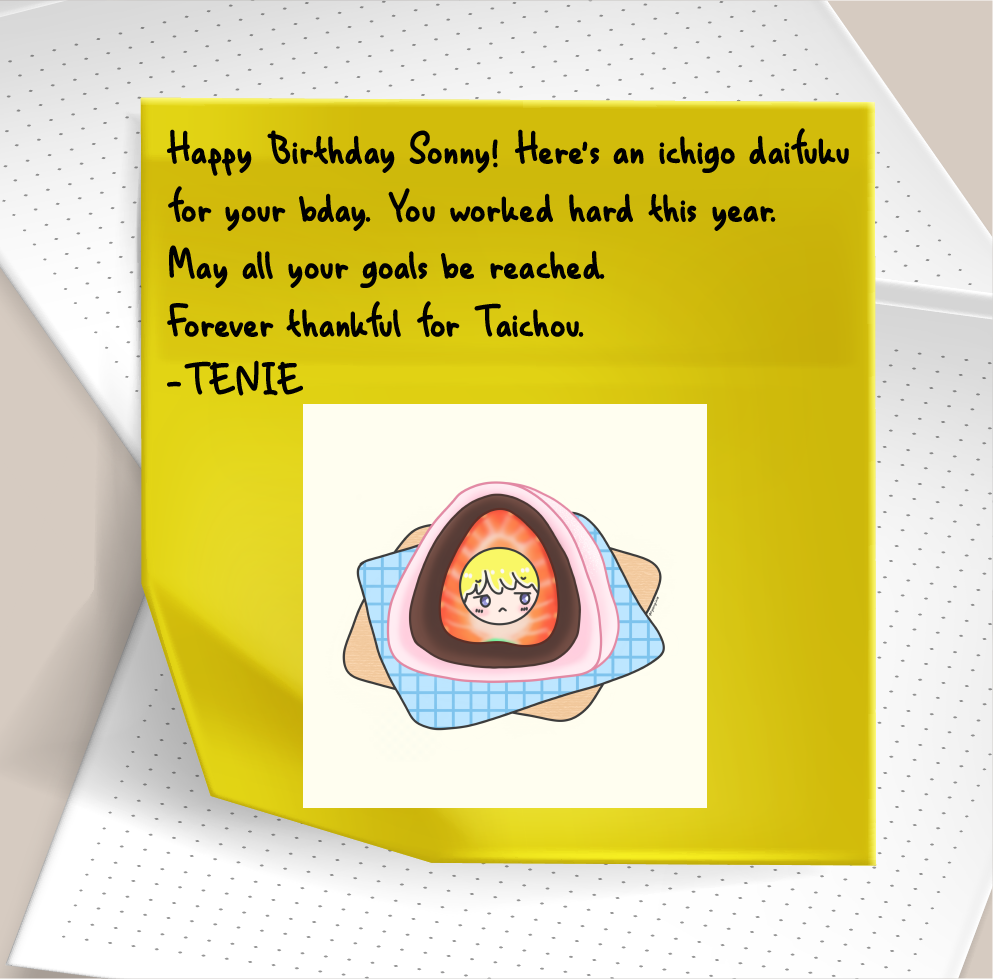 Happy Birthday Sonny! Here's an ichigo daifuku
for your bday. You worked hard this year.
May all your goals be reached.
Forever thankful for Taichou.
-TENIE